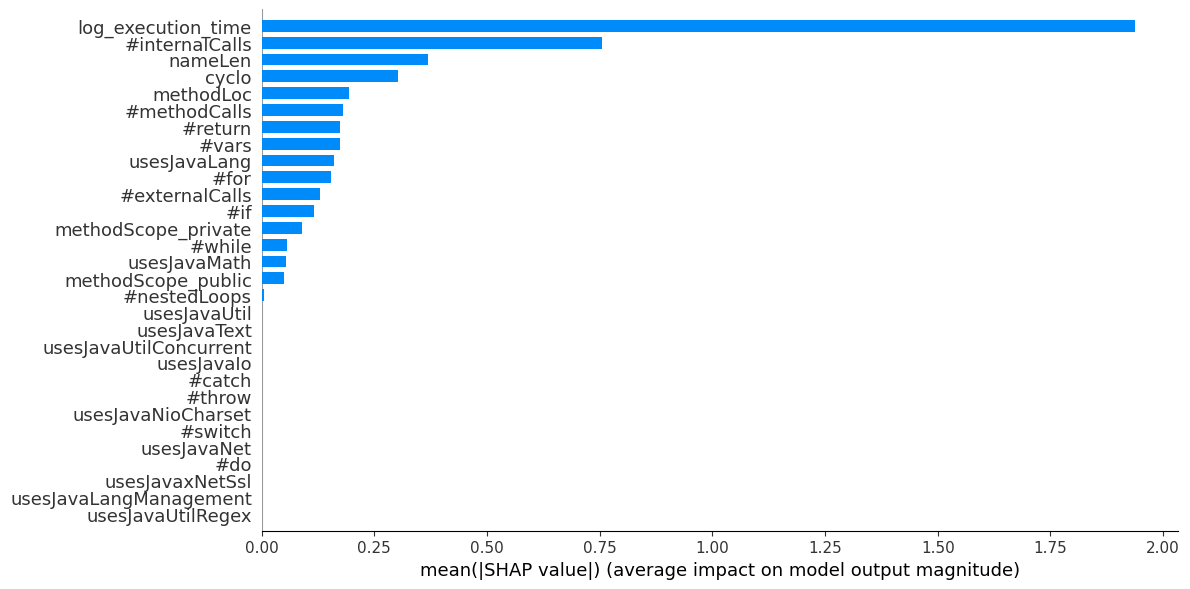 log_execution_time
#internalCalls
nameLen
cyclo
methodLoc
#methodCalls
#return
#vars
usesJavaLang
#for
#externalCalls
#if
methodScope_private
#while
usesJavaMath
methodScope_public
#nestedLoops
usesJavaUtil
usesJavaText
usesJavaUtilConcurrent
usesJavaIo
#catch
#throw
usesJavaNioCharset
#switch
usesJavaNet
#do
usesJavaxNetSsl
usesJavaLangManagement
usesJavaUtilRegex
0.00 0.25 0.50 0.75 1.00 1.25 1.50 1.75 2.00
mean(|SHAP value|) (average impact on model output magnitude)